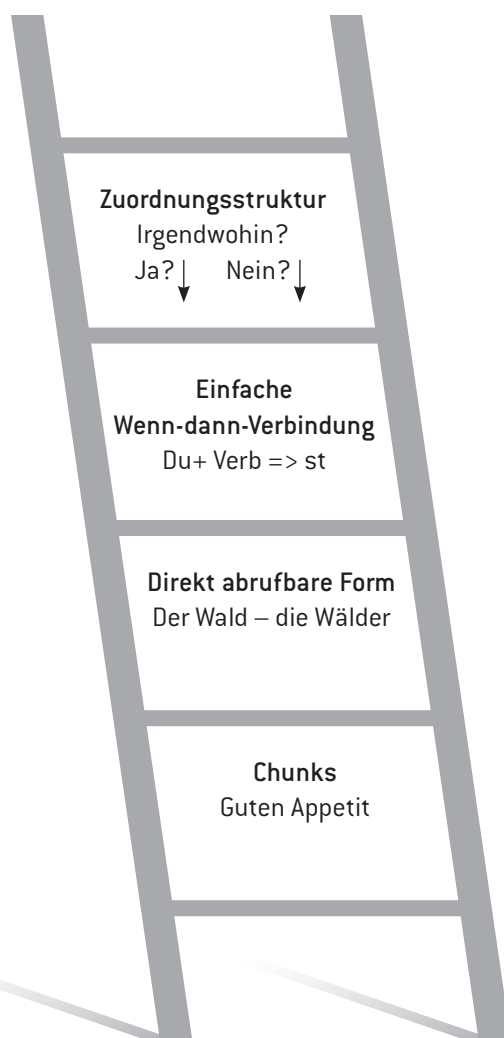 Zuordnungsstruktur
Irgendwohin?
Ja? Nein?
Einfache
Wenn-dann-Verbindung
Du+ Verb => st
Direkt abrufbare Form
Der Wald – die Wälder
Chunks
Guten Appetit